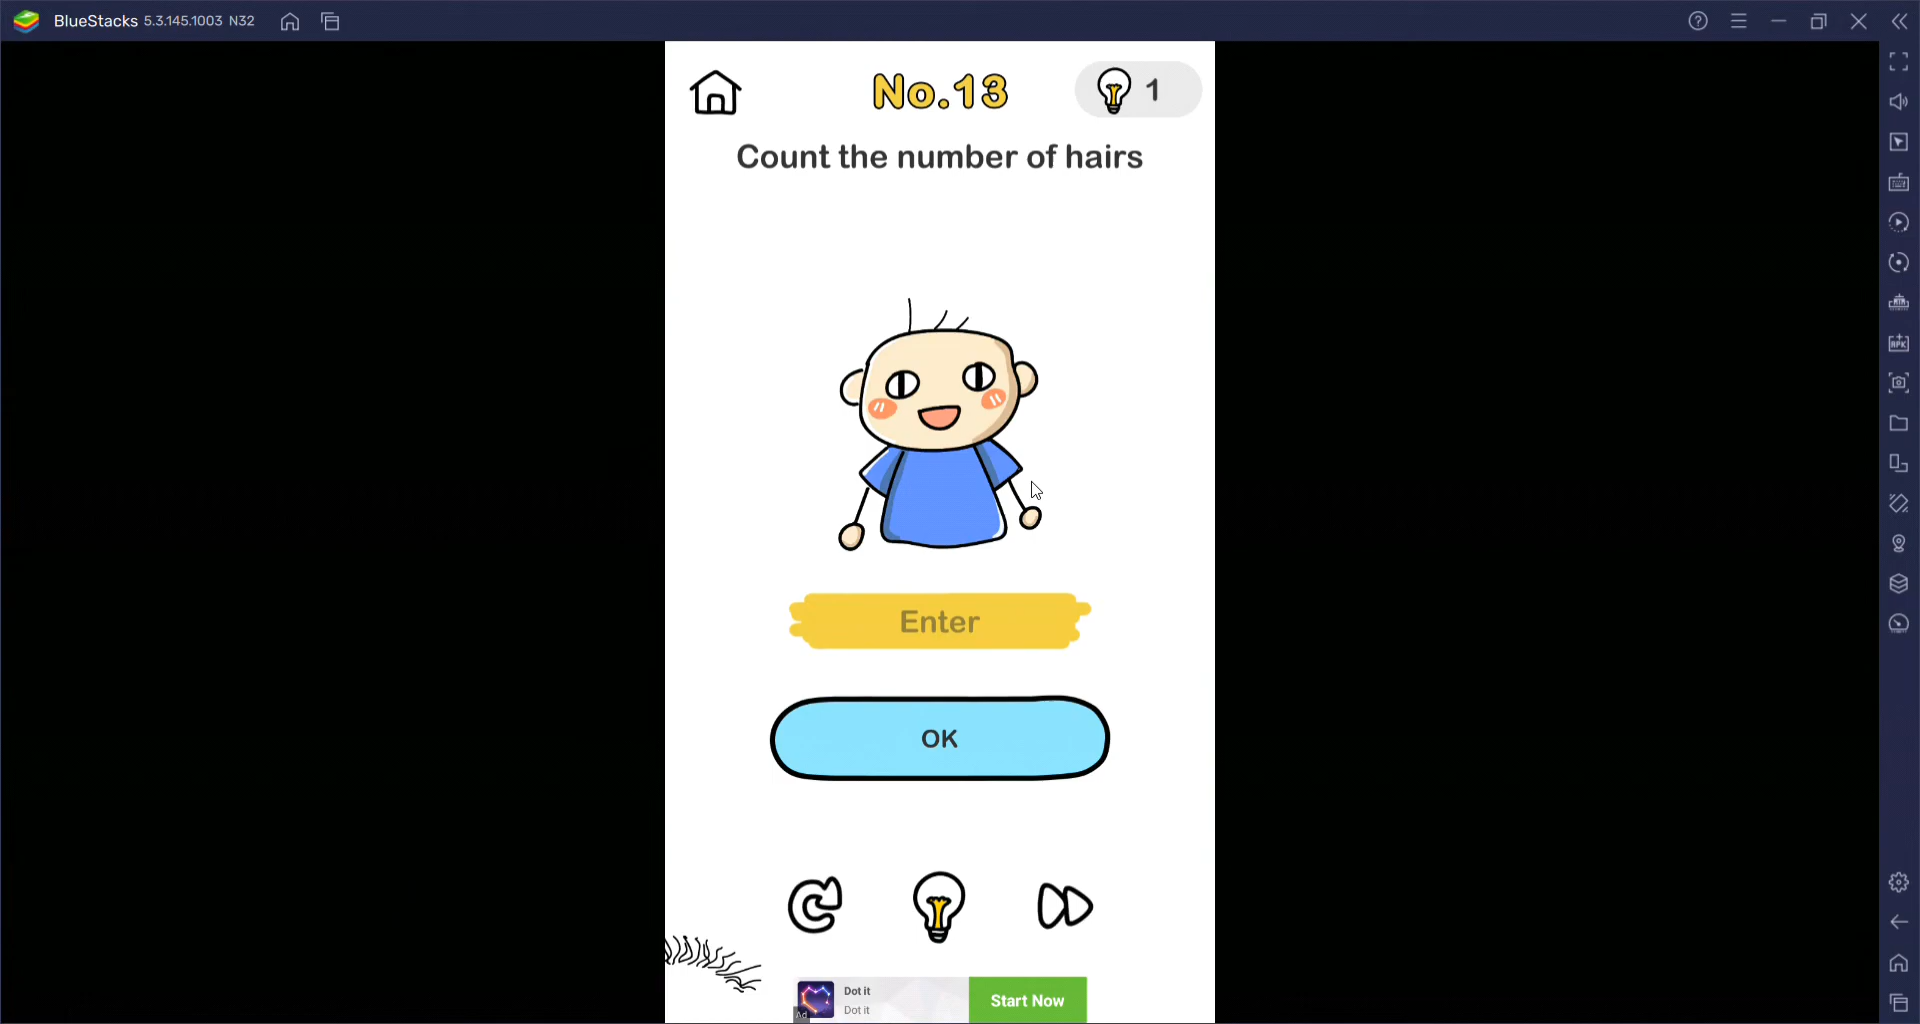 BlueStacks 5.3.145.1003 N32
No.13
1
Count the number of hairs
Enter
OK
Dot it
Dot it
Ad
Start Now